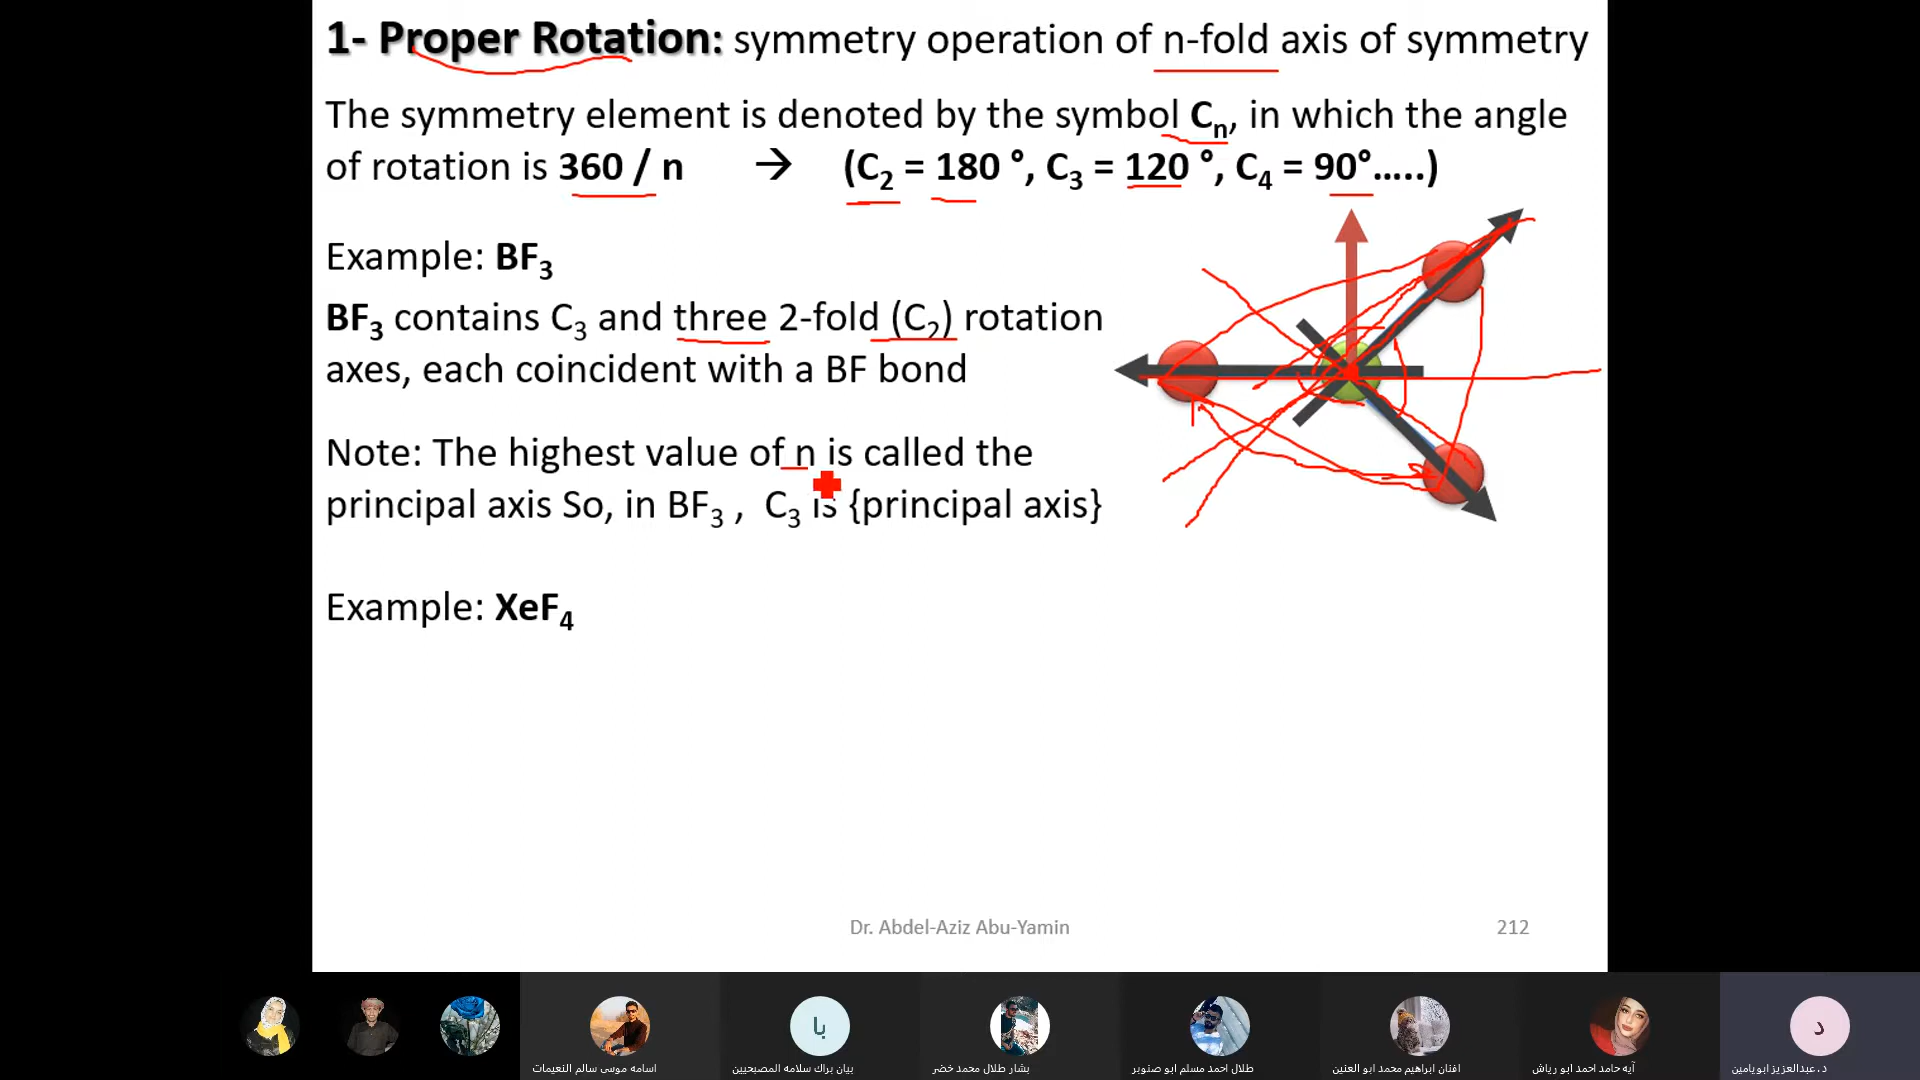 1- Proper Rotation: symmetry operation of n-fold axis of symmetry
The symmetry element is denoted by the symbol Cn, in which the angle
of rotation is 360 / n → (C2 = 180 °, C3 = 120 °, C4 = 90°.....)
Example: BF3
BF3 contains C3 and three 2-fold (C2) rotation
axes, each coincident with a BF bond
Note: The highest value of n is called the
principal axis So, in BF3 , C3 is {principal axis}
Example: XeF4
Dr. Abdel-Aziz Abu-Yamin
212
با
د
اسامه موسى سالم النعيمات
بيان براك سلامه المصبحيين
بشار طلال محمد خضر
طلال احمد مسلم ابو صنوبر
افنان ابراهيم محمد ابو العنين
آيه حامد احمد ابو رياش
د.عبدالعزيز ابويامين